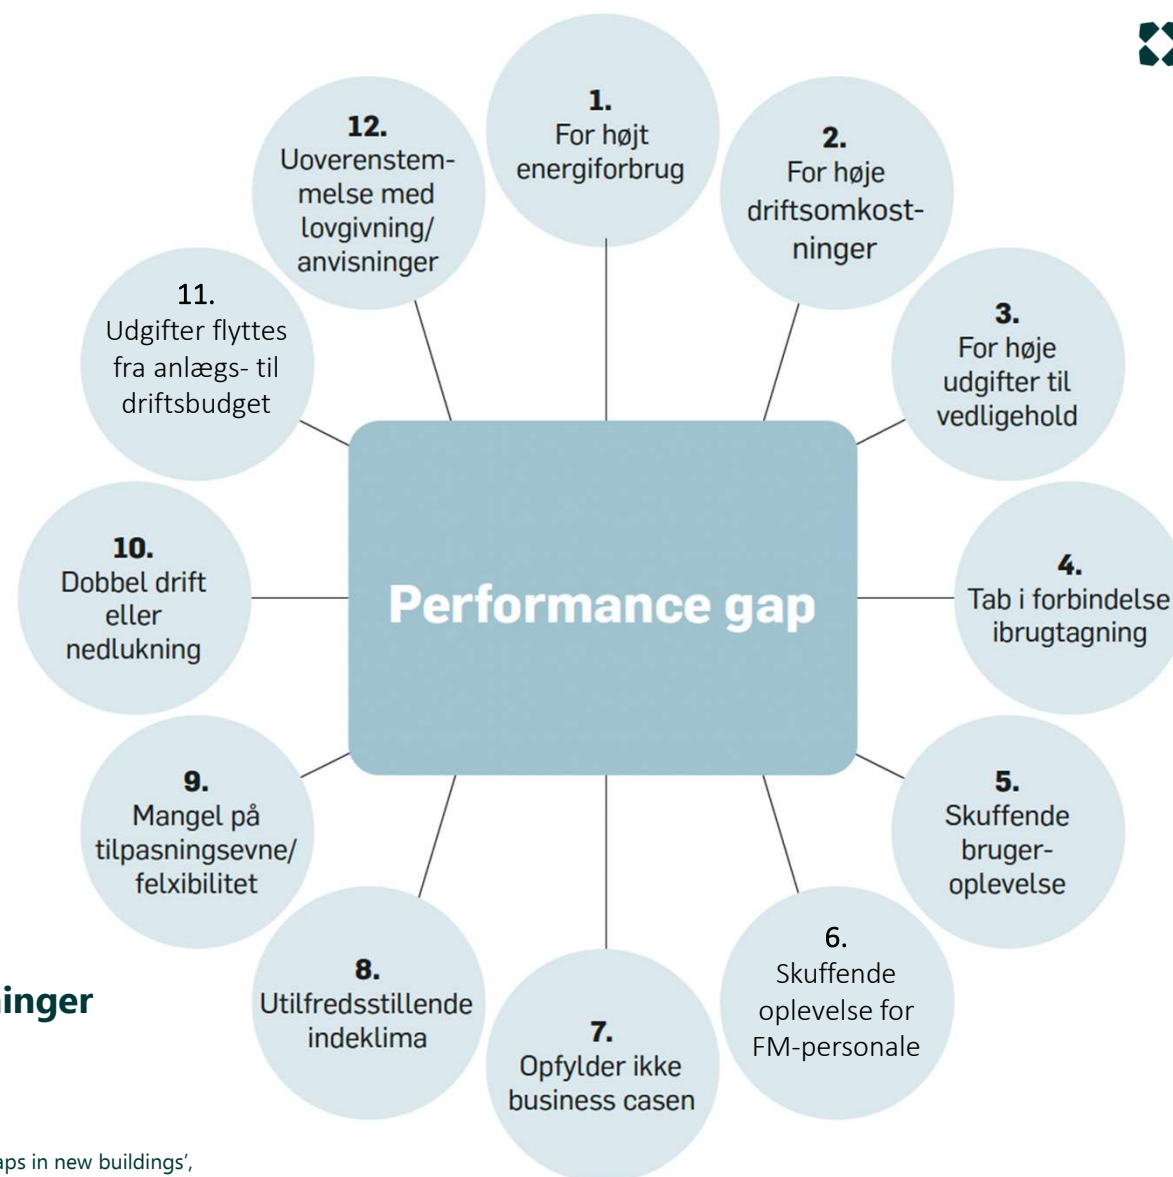 1.
For højt
energiforbrug
2.
For høje
driftsomkost-
ninger
3.
For høje
udgifter til
vedligehold
4.
Tab i forbindelse
ibrugtagning
5.
Skuffende
bruger-
oplevelse
6.
Skuffende
oplevelse for
FM-personale
7.
Opfylder ikke
business casen
8.
Utilfredsstillende
indeklima
9.
Mangel på
tilpasningsevne/
felxibilitet
10.
Dobbel drift
eller
nedlukning
11.
Udgifter flyttes
fra anlægs- til
driftsbudget
12.
Uoverenstem-
melse med
lovgivning/
anvisninger
Performance gap
inger
aps in new buildings’,